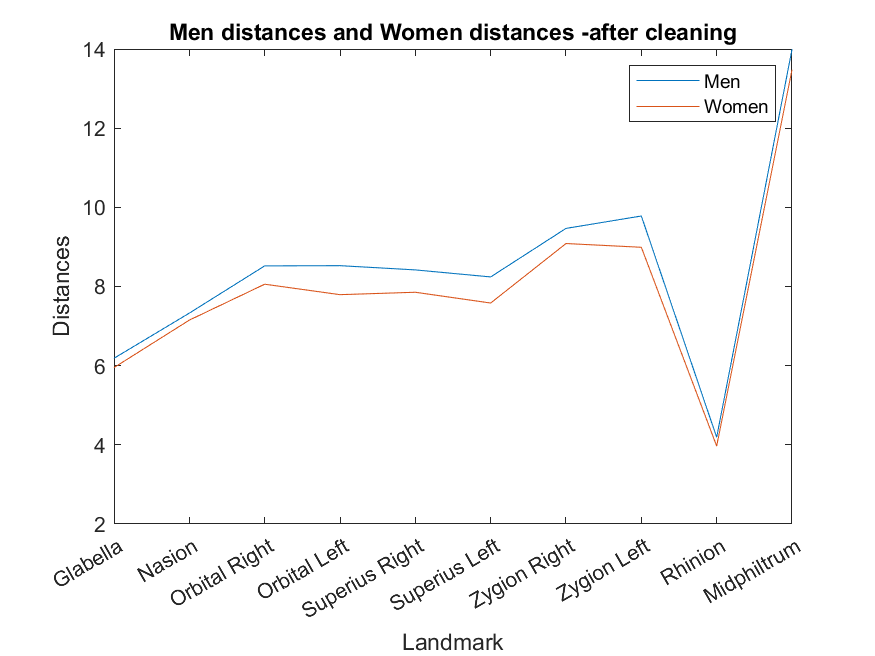 Men distances and Women distances -after cleaning
Men
Women
14
12
10
8
6
4
2
Distances
Glabella
Nasion
Orbital Right
Orbital Left
Superius Right
Superius Left
Zygion Right
Zygion Left
Rhinion
Midphiltrum
Landmark